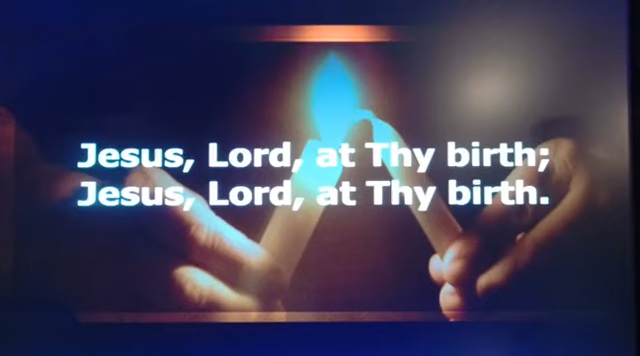 Jesus, Lord, at Thy birth;
Jesus, Lord, at Thy birth.